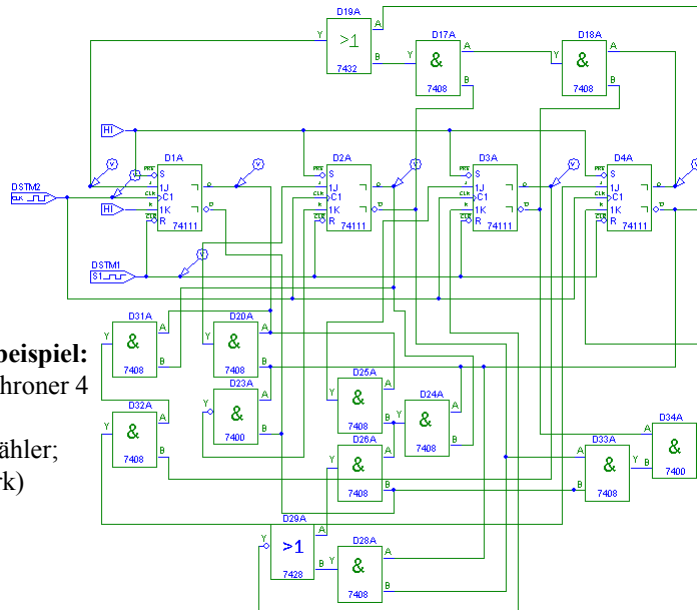 D19A
Y
>1
A
B
7432
D17A
Y
&
A
B
7408
D18A
Y
&
A
B
7408
HI
D1A
D2A
D3A
D4A
S
1J
C1
1K
R
74111
S
1J
C1
1K
R
74111
S
1J
C1
1K
R
74111
S
1J
C1
1K
R
74111
DSTM2
CLK
HI
DSTM1
S1
V
V
V
V
V
V
V
D31A
Y
&
A
B
7408
D20A
Y
&
A
B
7408
beispiel:
hroner 4
ähler;
rk)
D23A
Y
&
A
B
7400
D25A
Y
&
A
B
7408
D24A
Y
&
A
B
7408
D32A
Y
&
A
B
7408
D26A
Y
&
A
B
7408
D33A
A
&
Y
B
7408
D34A
A
&
B
7400
D29A
Y
>1
A
B
7428
D28A
Y
&
A
B
7408